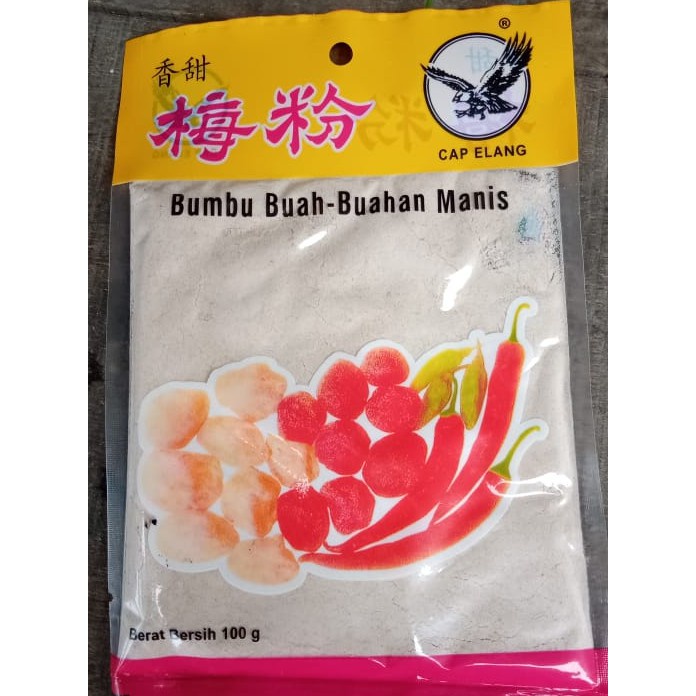 香甜
梅粉
®
CAP ELANG
Bumbu Buah-Buahan Manis
Berat Bersih 100 g